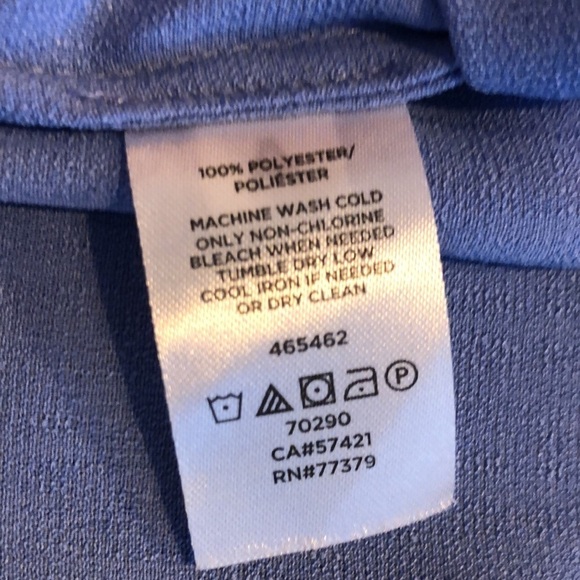 100% POLYESTER/
POLIÉSTER
MACHINE WASH COLD
ONLY NON-CHLORINE
BLEACH WHEN NEEDED
TUMBLE DRY LOW
COOL IRON IF NEEDED
OR DRY CLEAN
465462
P
70290
CA#57421
RN#77379